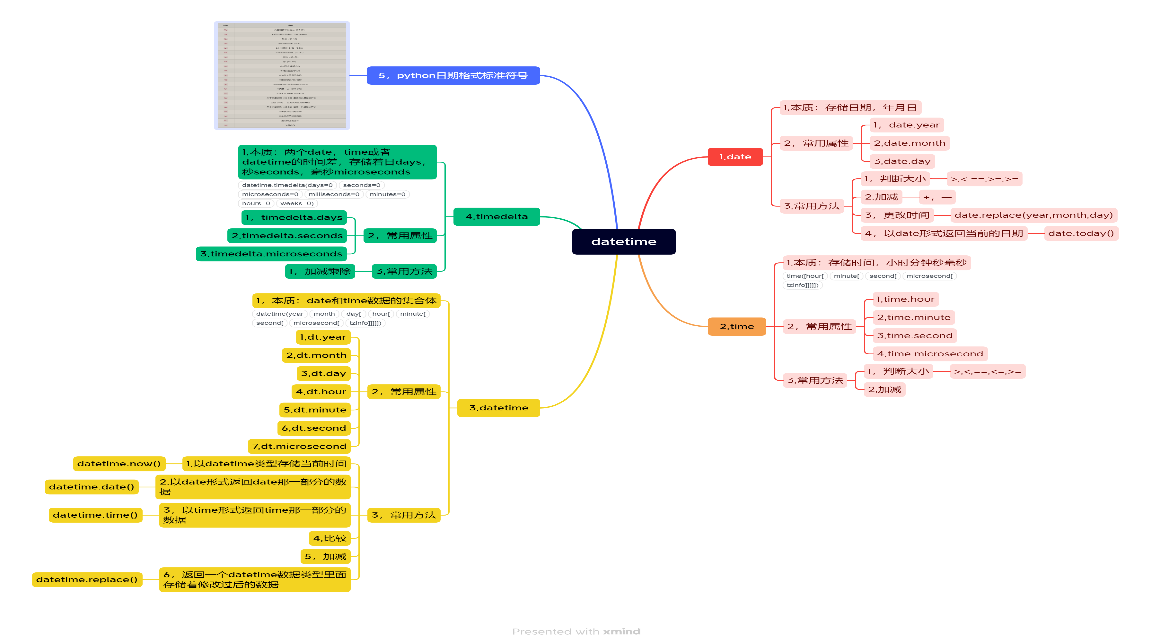 datetime
1,date
1,本质：存储日期，年月日
2，常用属性
1，date.year
2,date.month
3,date.day
3,常用方法
1，判断大小
2,加减
+，—
3，更改时间
date.replace(year,month,day)
4，以date形式返回当前的日期
date.today()
2,time
1,本质：存储时间，小时分钟秒毫秒
time([hour[
minute[
second[
microsecond[
tzinfo]]]]])
2，常用属性
1,time.hour
2,time.minute
3,time.second
4,time.microsecond
3,常用方法
1，判断大小
2,加减
3,datetime
1，本质：date和time数据的集合体
datetime(year
month
day[
hour[
minute[
second[
microsecond[
tzinfo]]]]])
2，常用属性
1,dt.year
2,dt.month
3,dt.day
4,dt.hour
5,dt.minute
6,dt.second
7,dt.microsecond
3，常用方法
1,以datetime类型存储当前时间
datetime.now()
2,以date形式返回date那一部分的数
据
datetime.date()
3，以time形式返回time那一部分的
数据
datetime.time()
4,比较
5，加减
6，返回一个datetime数据类型里面
存储着修改过后的数据
datetime.replace()
4,timedelta
1,本质：两个date，time或者
datetime的时间差，存储着日days，
秒seconds，毫秒microseconds
datetime.timedelta(days=0
seconds=0
microseconds=0
milliseconds=0
minutes=0
hours=0
weeks=0)
2，常用属性
1，timedelta.days
2,timedelta.seconds
3,timedelta.microseconds
3,常用方法
1，加减乘除
5，python日期格式标准符号
Presented with xmind